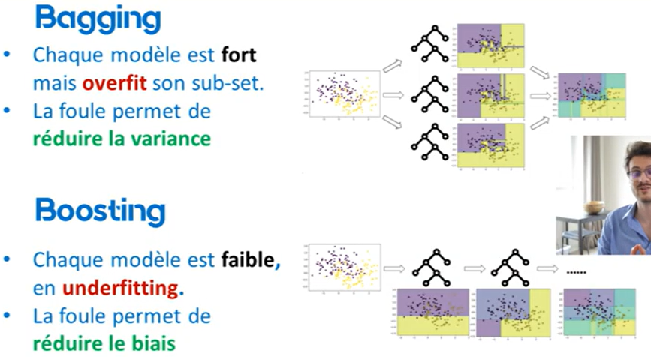 Bagging
• Chaque modèle est fort
mais overfit son sub-set.
• La foule permet de
réduire la variance
Boosting
• Chaque modèle est faible,
en underfitting.
• La foule permet de
réduire le biais
......